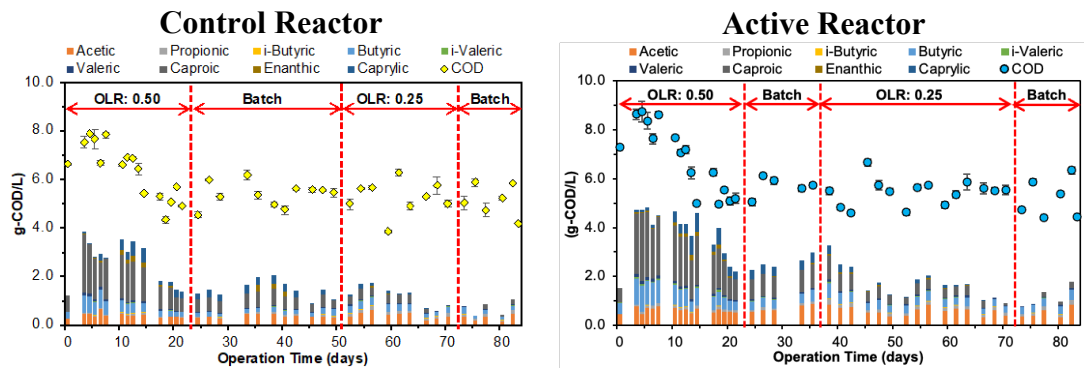 Control Reactor
Acetic Propionic i-Butyric Butyric i-Valeric
Valeric Caproic Enanthic Caprylic COD
10.0
8.0
6.0
4.0
2.0
0.0
g-COD/L)
OLR: 0.50 Batch OLR: 0.25 Batch
0 10 20 30 40 50 60 70 80
Operation Time (days)
Active Reactor
Acetic Propionic i-Butyric Butyric i-Valeric
Valeric Caproic Enanthic Caprylic COD
10.0
8.0
6.0
4.0
2.0
0.0
(g-COD/L)
OLR: 0.50 Batch OLR: 0.25 Batch
0 10 20 30 40 50 60 70 80
Operation Time (days)